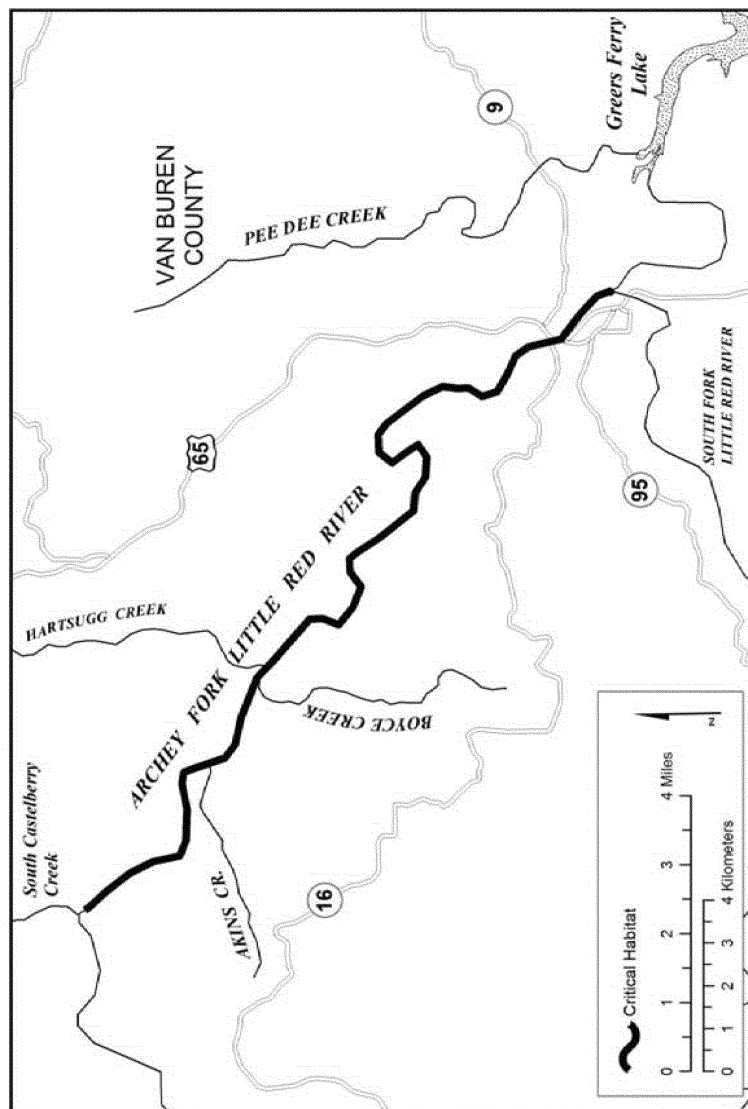 South Castelberry
Creek
HARTSUGG CREEK
65
VAN BUREN
COUNTY
PEE DEE CREEK
9
Greers Ferry
Lake
ARCHEY FORK LITTLE RED RIVER
AKINS CR.
BOYCE CREEK
16
95
SOUTH FORK
LITTLE RED RIVER
Critical Habitat
0 1 2 3 4 Miles
0 1 2 3 4 Kilometers
N